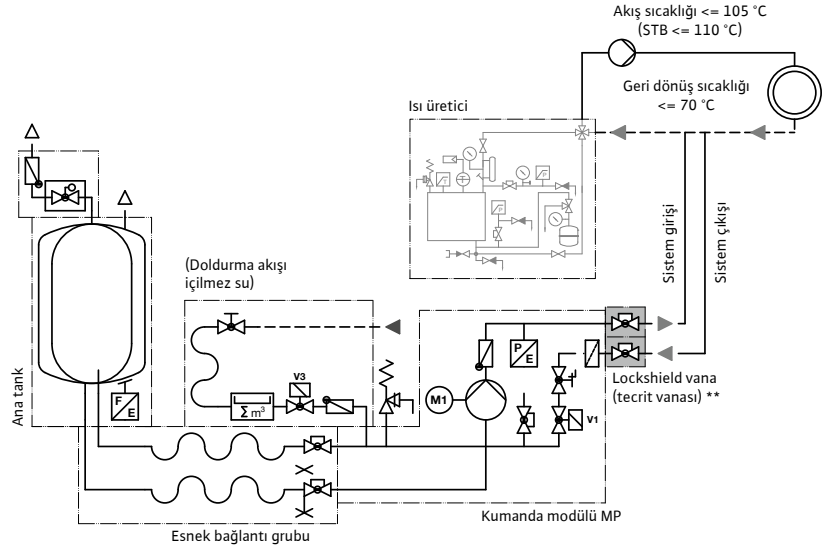 Akış sıcaklığı <= 105 °C
(STB <= 110 °C)
Geri dönüş sıcaklığı
<= 70 °C
Isı üretici
Sistem girişi
Sistem çıkışı
(Doldurma akışı
içilmez su)
Ana tank
F
E
V3
Σ m³
M1
P
E
V1
Lockshield vana
(tecrit vanası) **
Kumanda modülü MP
Esnek bağlantı grubu